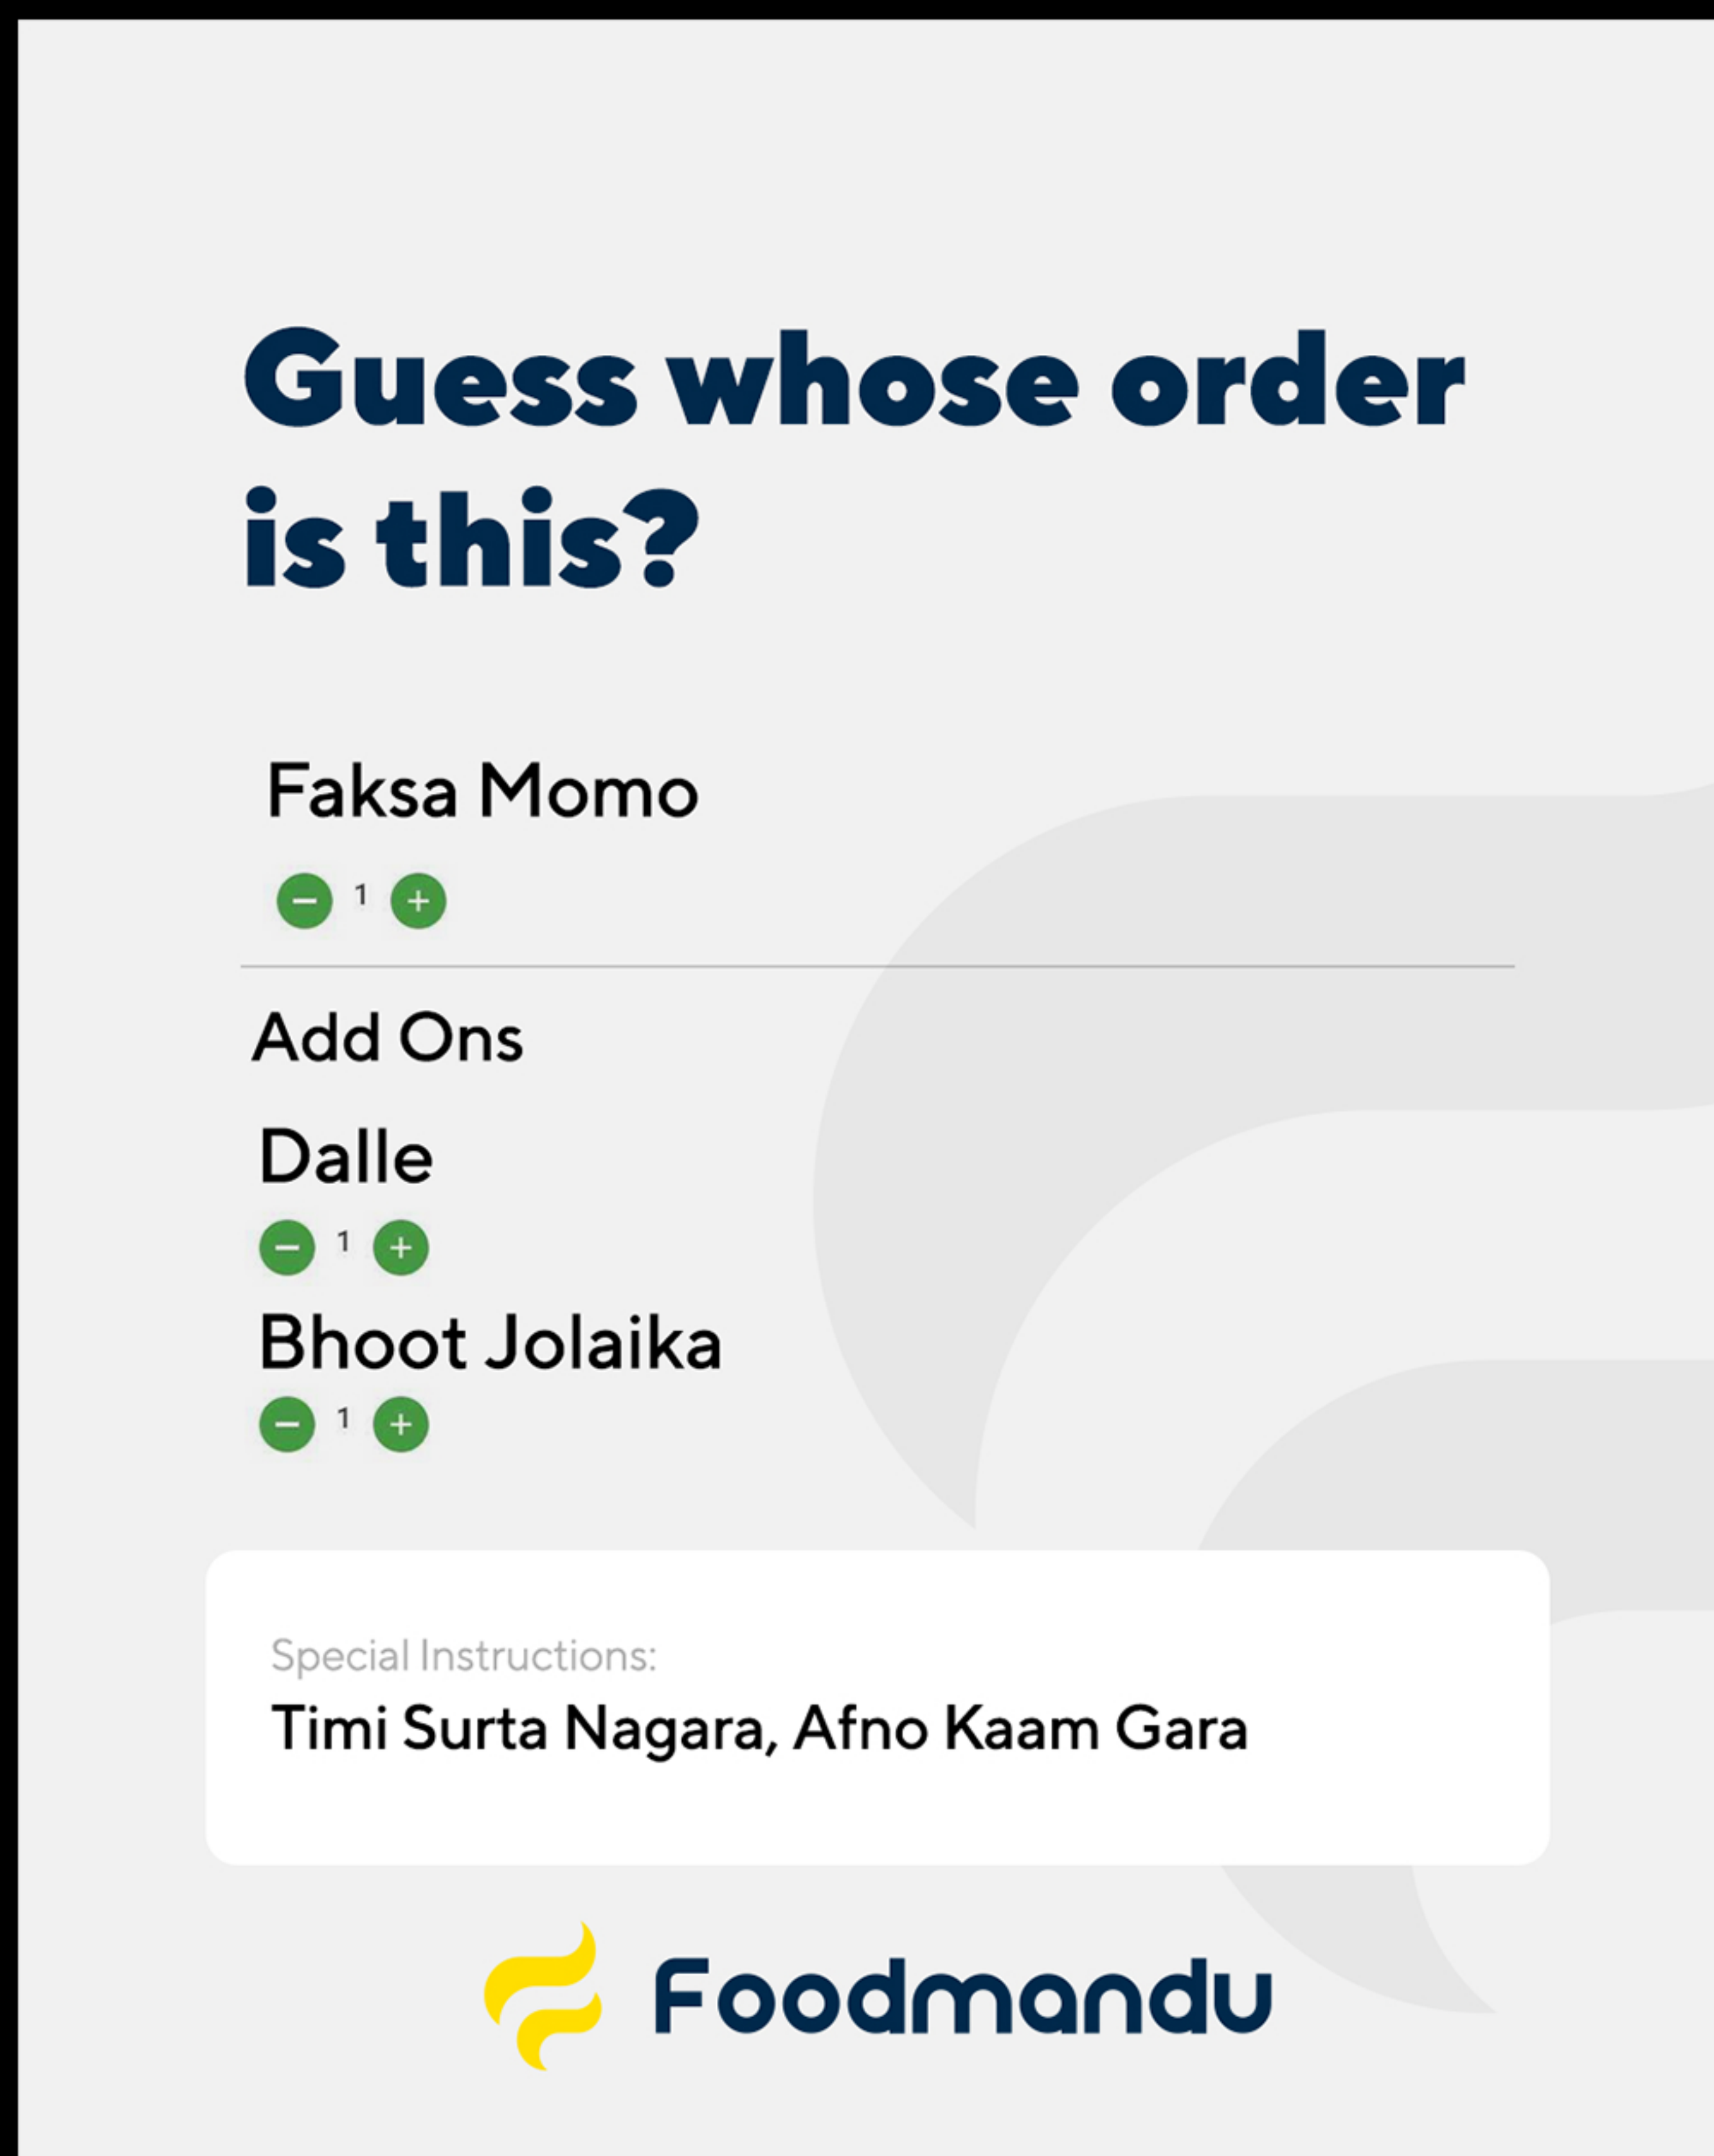 Guess whose order
is this?
Faksa Momo
− 1 +
Add Ons
Dalle
− 1 +
Bhoot Jolaika
− 1 +
Special Instructions:
Timi Surta Nagara, Afno Kaam Gara
Foodmandu